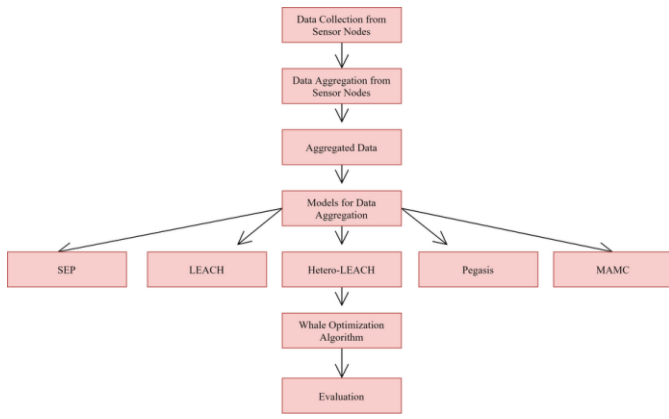 Data Collection from
Sensor Nodes
Data Aggregation from
Sensor Nodes
Aggregated Data
Models for Data
Aggregation
SEP
LEACH
Hetero-LEACH
Pegasis
MAMC
Whale Optimization
Algorithm
Evaluation